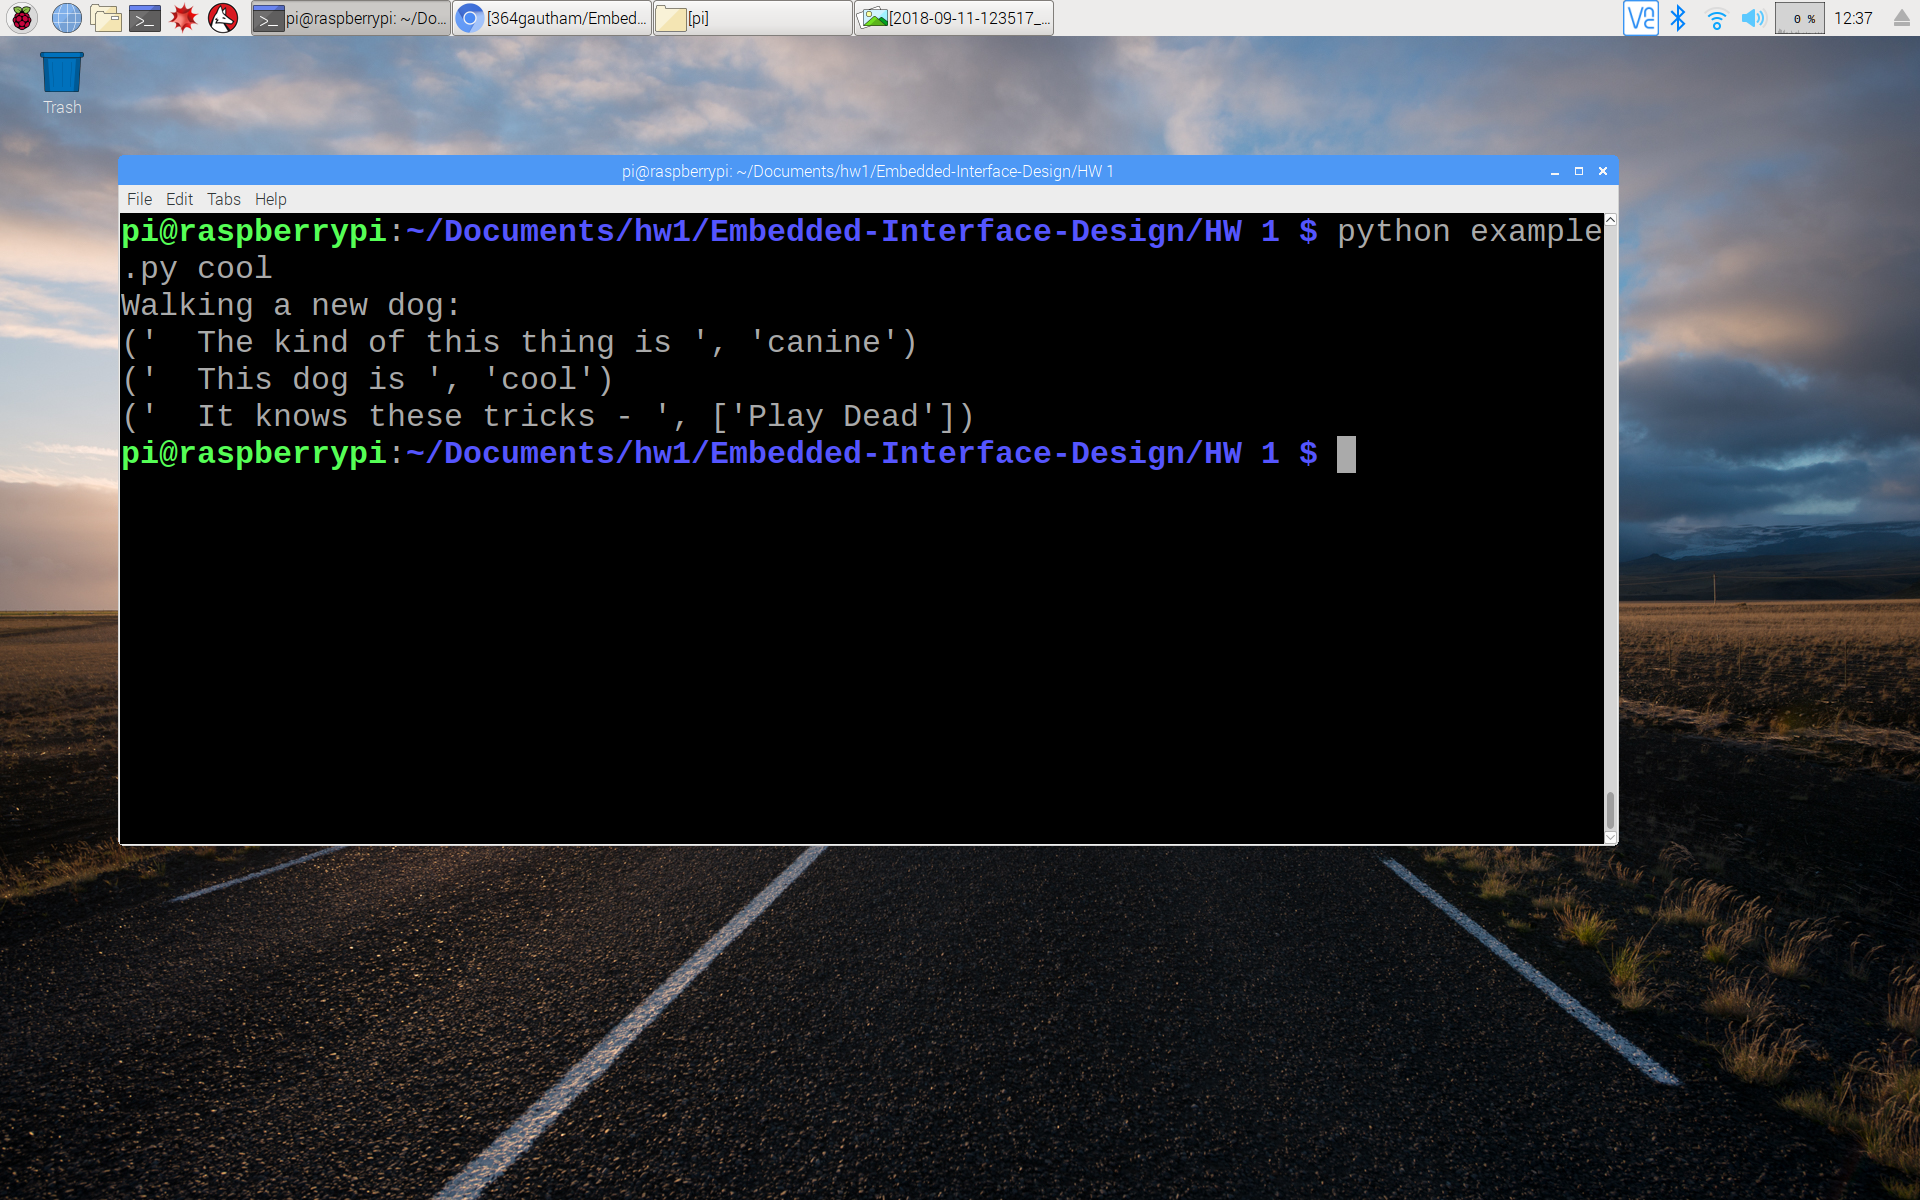 pi@raspberrypi: ~/Do...
[364gautham/Embed...
[pi]
[2018-09-11-123517_...
0 %
12:37
Trash
pi@raspberrypi: ~/Documents/hw1/Embedded-Interface-Design/HW 1
File Edit Tabs Help
pi@raspberrypi:~/Documents/hw1/Embedded-Interface-Design/HW 1 $ python example
.py cool
Walking a new dog:
('  The kind of this thing is ', 'canine')
('  This dog is ', 'cool')
('  It knows these tricks - ', ['Play Dead'])
pi@raspberrypi:~/Documents/hw1/Embedded-Interface-Design/HW 1 $